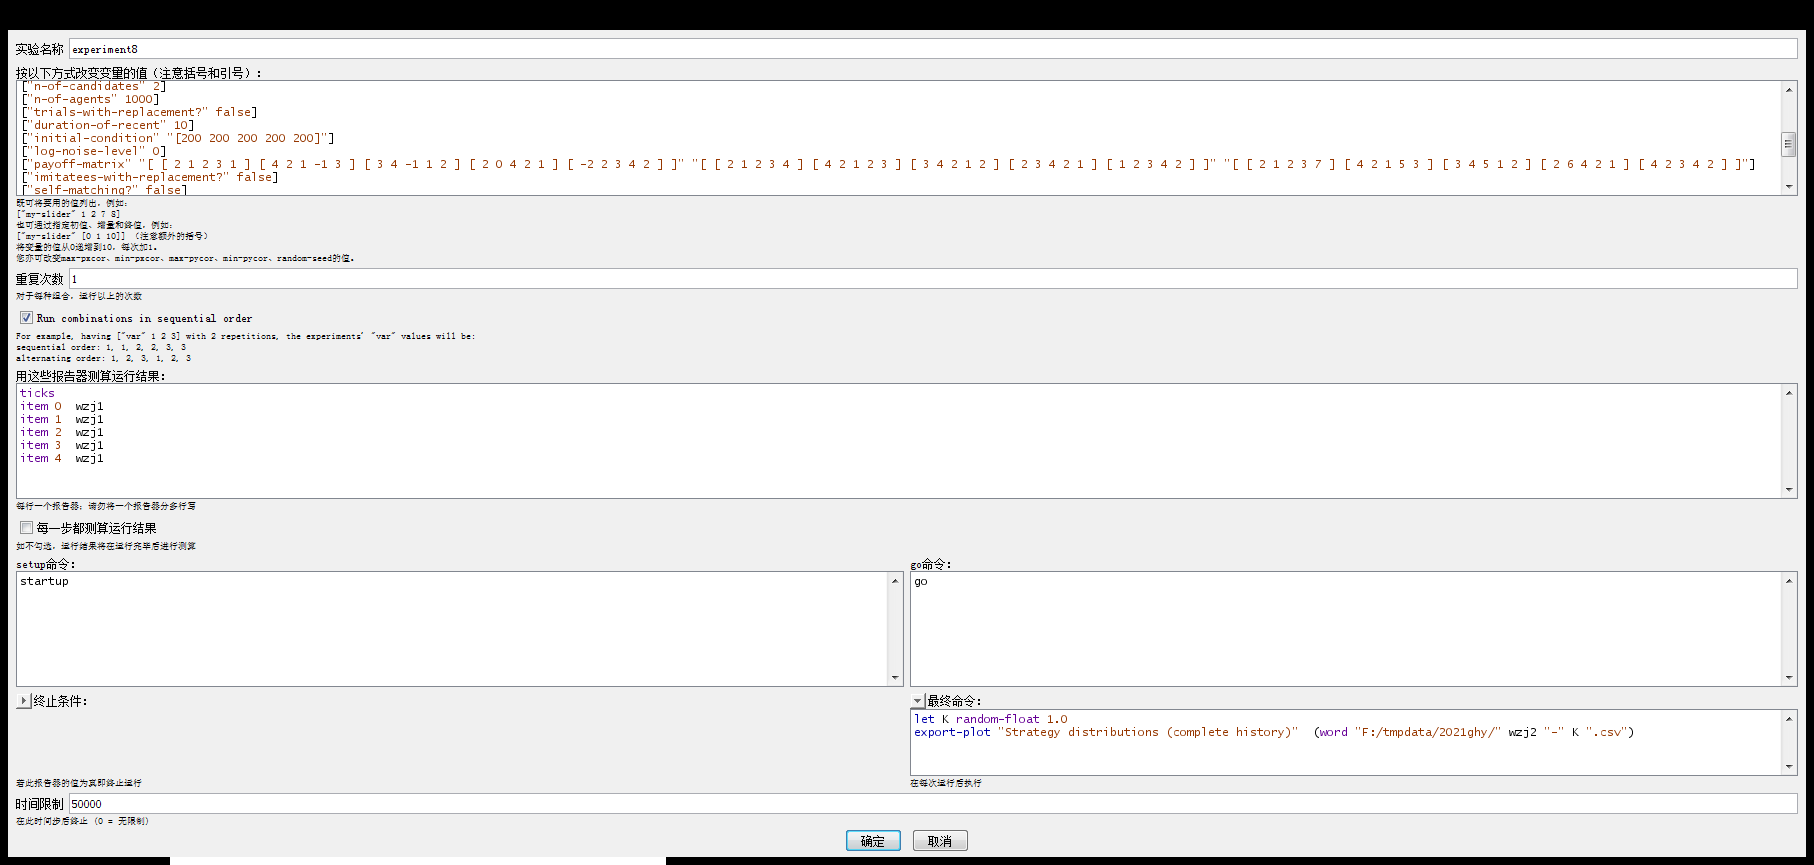 实验名称 experiment8
按以下方式改变变量的值（注意括号和引号）：
["n-of-candidates" 2]
["n-of-agents" 1000]
["trials-with-replacement?" false]
["duration-of-recent" 10]
["initial-condition" "[200 200 200 200 200]"]
["log-noise-level" 0]
["payoff-matrix" "[ [ 2 1 2 3 1 ] [ 4 2 1 -1 3 ] [ 3 4 -1 1 2 ] [ 2 0 4 2 1 ] [ -2 2 3 4 2 ] ]" "[ [ 2 1 2 3 4 ] [ 4 2 1 2 3 ] [ 3 4 2 1 2 ] [ 2 3 4 2 1 ] [ 1 2 3 4 2 ] ]" "[ [ 2 1 2 3 7 ] [ 4 2 1 5 3 ] [ 3 4 5 1 2 ] [ 2 6 4 2 1 ] [ 4 2 3 4 2 ] ]"]
["imitatees-with-replacement?" false]
["self-matching?" false]
既可将要用的值列出，例如：
["my-slider" 1 2 7 8]
也可通过指定初值、增量和终值，例如：
["my-slider" [0 1 10]] （注意额外的括号）
将变量的值从0递增到10，每次加1。
您亦可改变max-pxcor、min-pxcor、max-pycor、min-pycor、random-seed的值。
重复次数 1
对于每种组合，运行以上的次数
Run combinations in sequential order
For example, having ["var" 1 2 3] with 2 repetitions, the experiments' "var" values will be:
sequential order: 1, 1, 2, 2, 3, 3
alternating order: 1, 2, 3, 1, 2, 3
用这些报告器测算运行结果：
ticks
item 0 wzj1
item 1 wzj1
item 2 wzj1
item 3 wzj1
item 4 wzj1
每行一个报告器；请勿将一个报告器分多行写
每一步都测算运行结果
如不勾选，运行结果将在运行完毕后进行测算
setup命令：
startup
go命令：
go
终止条件：
若此报告器的值为真即终止运行
最终命令：
let K random-float 1.0
export-plot "Strategy distributions (complete history)" (word "F:/tmpdata/2021ghy/" wzj2 "-" K ".csv")
在每次运行后执行
时间限制 50000
在此时间步后终止 (0 = 无限制)
确定 取消